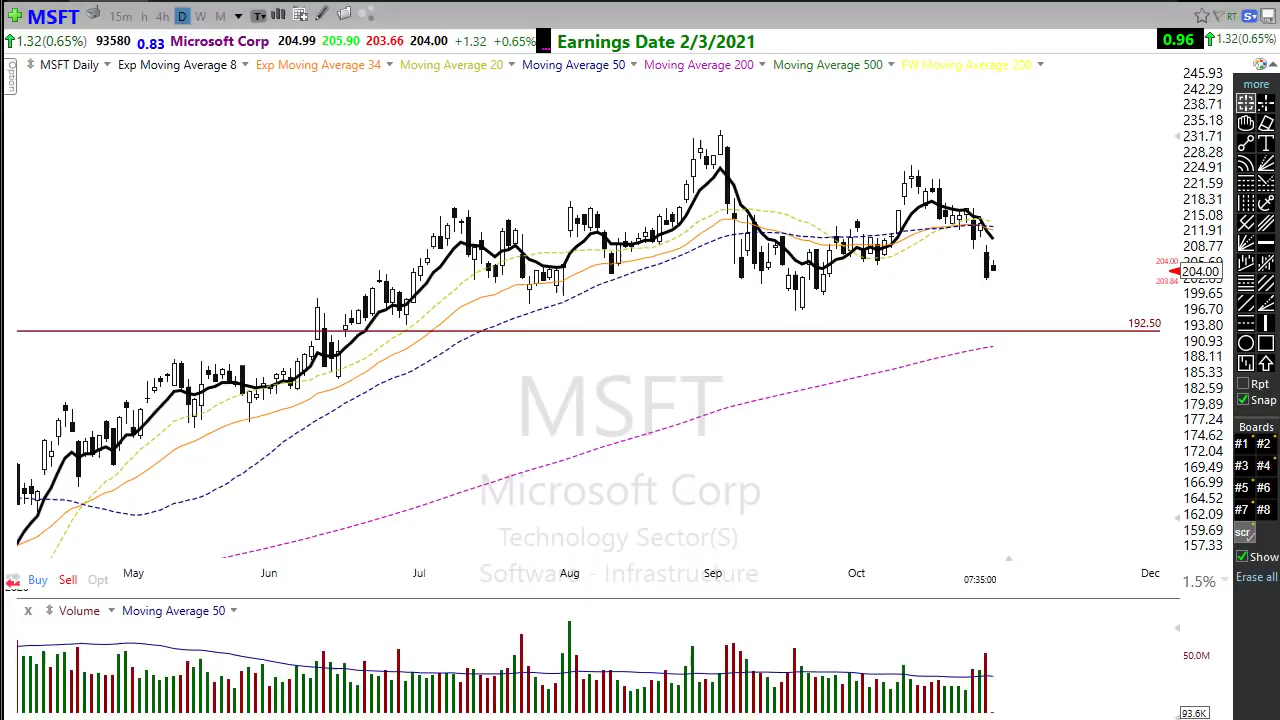 MSFT 15m h 4h D W M T RT S
1.32(0.65%) 93580 0.83 Microsoft Corp 204.99 205.90 203.66 204.00 +1.32 +0.65% Earnings Date 2/3/2021 0.96 1.32(0.65%)
Option
MSFT Daily Exp Moving Average 8 Exp Moving Average 34 Moving Average 20 Moving Average 50 Moving Average 200 Moving Average 500 FW Moving Average 200
245.93
242.29
238.71
235.18
231.71
228.28
224.91
221.59
218.31
215.08
211.91
208.77
204.00
204.00
203.84
199.65
196.70
192.50
193.80
190.93
188.11
185.33
182.59
179.89
177.24
174.62
172.04
169.49
166.99
164.52
162.09
159.69
157.33
MSFT
Microsoft Corp
Technology Sector(S)
Software - Infrastructure
more
T
Rpt
Snap
Boards
#1 #2
#3 #4
#5 #6
#7 #8
scr
Show
Erase all
Buy Sell Opt
May Jun Jul Aug Sep Oct 07:35:00 Dec
1.5%
X Volume Moving Average 50
50.0M
93.6K